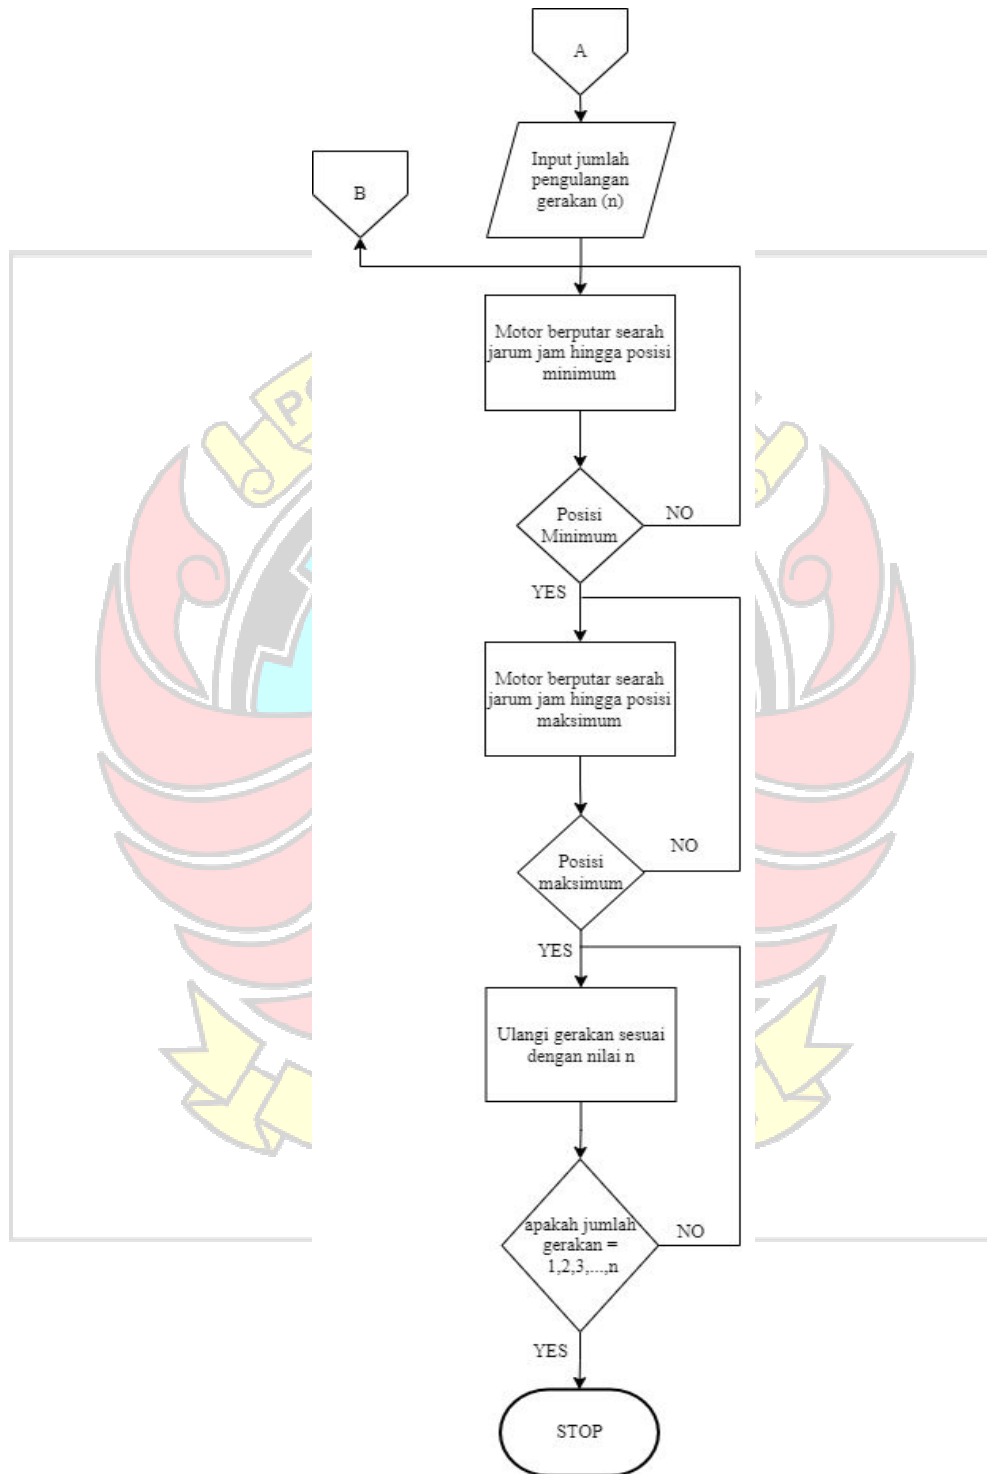 A
Input jumlah
pengulangan
gerakan (n)
B
Motor berputar searah
jarum jam hingga posisi
minimum
Posisi
Minimum
NO
YES
Motor berputar searah
jarum jam hingga posisi
maksimum
Posisi
maksimum
NO
YES
Ulangi gerakan sesuai
dengan nilai n
apakah jumlah
gerakan =
1,2,3,...,n
NO
YES
STOP